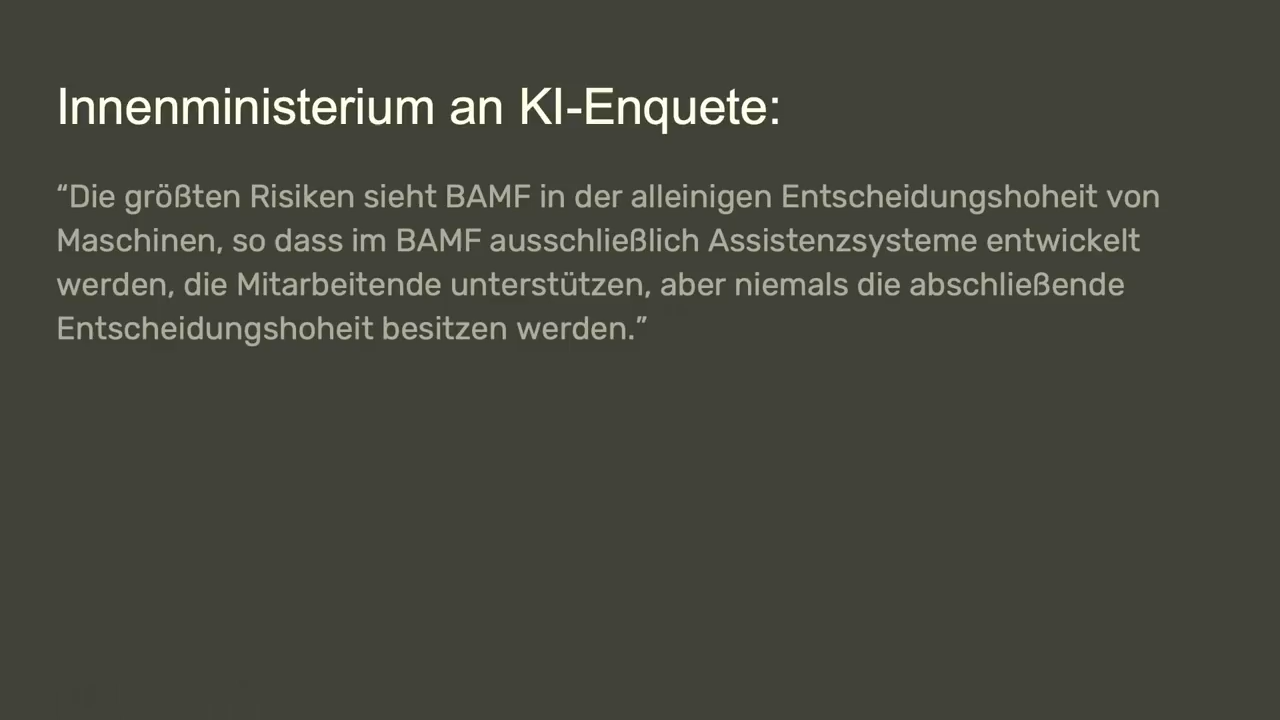 Innenministerium an KI-Enquete:
“Die größten Risiken sieht BAMF in der alleinigen Entscheidungshoheit von
Maschinen, so dass im BAMF ausschließlich Assistenzsysteme entwickelt
werden, die Mitarbeitende unterstützen, aber niemals die abschließende
Entscheidungshoheit besitzen werden.”